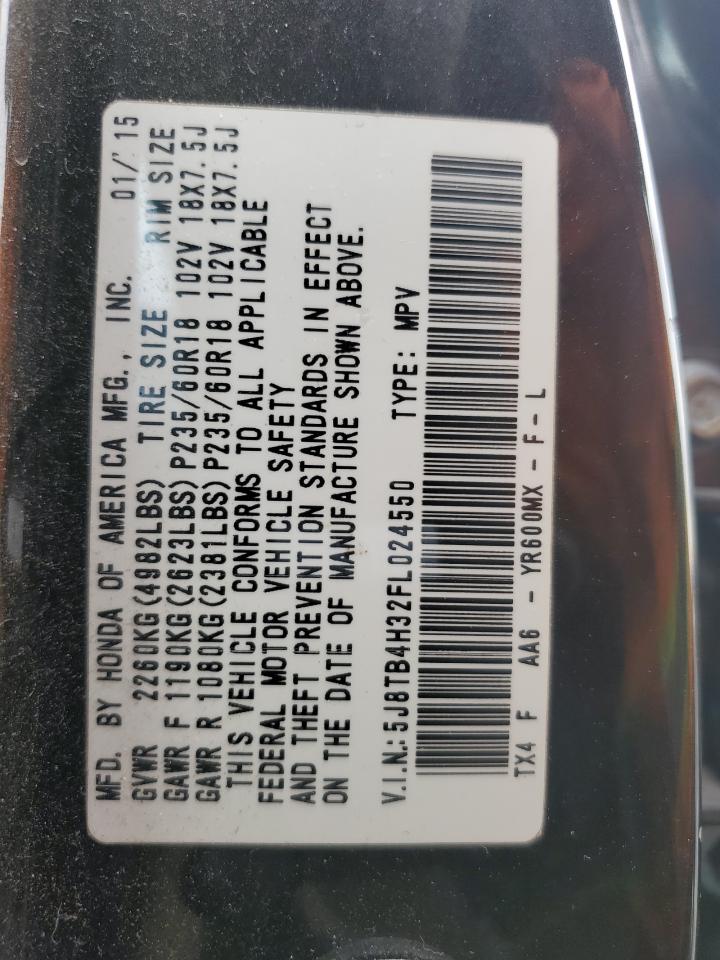 MFD. BY HONDA OF AMERICA MFG., INC. 01/'15
GVWR 2260KG(4982LBS) TIRE SIZE RIM SIZE
GAWR F 1190KG(2623LBS)P235/60R18 102V 18X7.5J
GAWR R 1080KG(2381LBS)P235/60R18 102V 18X7.5J
THIS VEHICLE CONFORMS TO ALL APPLICABLE
FEDERAL MOTOR VEHICLE SAFETY
AND THEFT PREVENTION STANDARDS IN EFFECT
ON THE DATE OF MANUFACTURE SHOWN ABOVE.
V.I.N.: 5J8TB4H32FL024550 TYPE: MPV
TX4 F AA6 - YR600MX - F - L